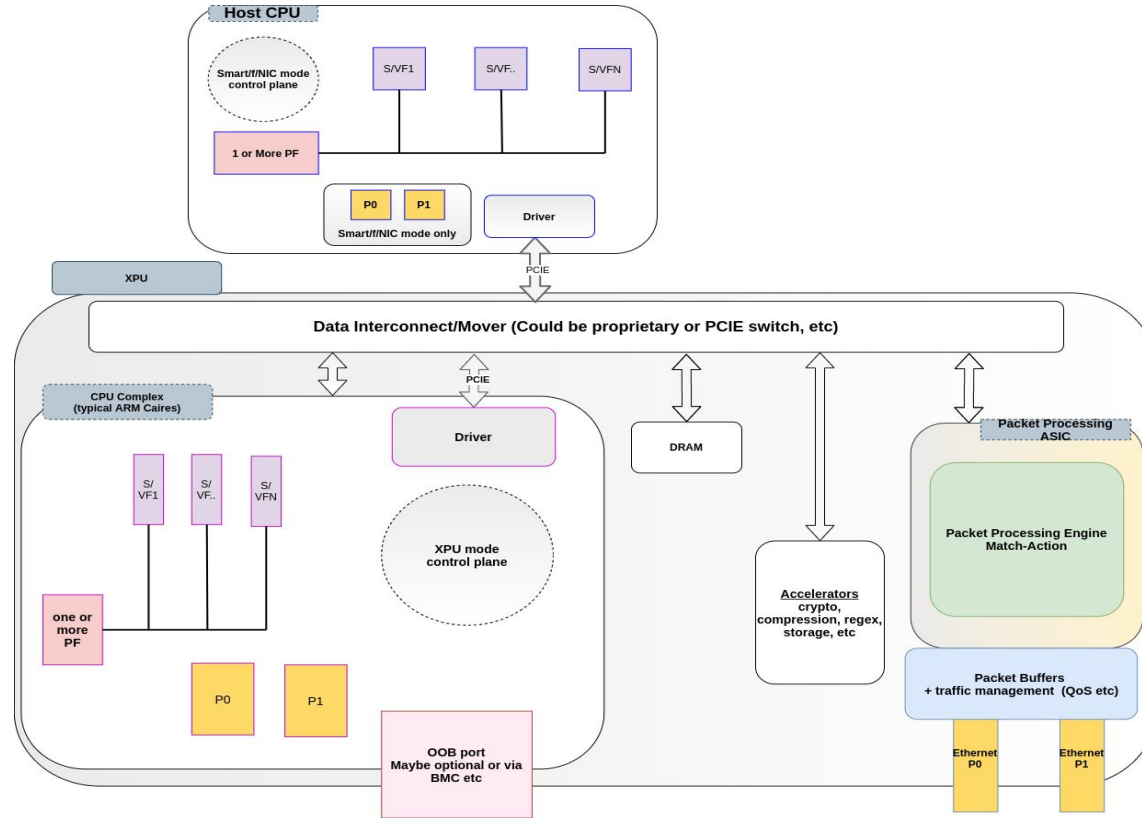 Host CPU
Smart/f/NIC mode
control plane
S/VF1
S/VF..
S/VFN
1 or More PF
P0
P1
Smart/f/NIC mode only
Driver
PCIE
XPU
Data Interconnect/Mover (Could be proprietary or PCIE switch, etc)
CPU Complex
(typical ARM Caires)
PCIE
Driver
S/
VF1
S/
VF..
S/
VFN
XPU mode
control plane
one or
more
PF
P0
P1
OOB port
Maybe optional or via
BMC etc
DRAM
Accelerators
crypto,
compression, regex,
storage, etc
Packet Processing
ASIC
Packet Processing Engine
Match-Action
Packet Buffers
+ traffic management (QoS etc)
Ethernet
P0
Ethernet
P1